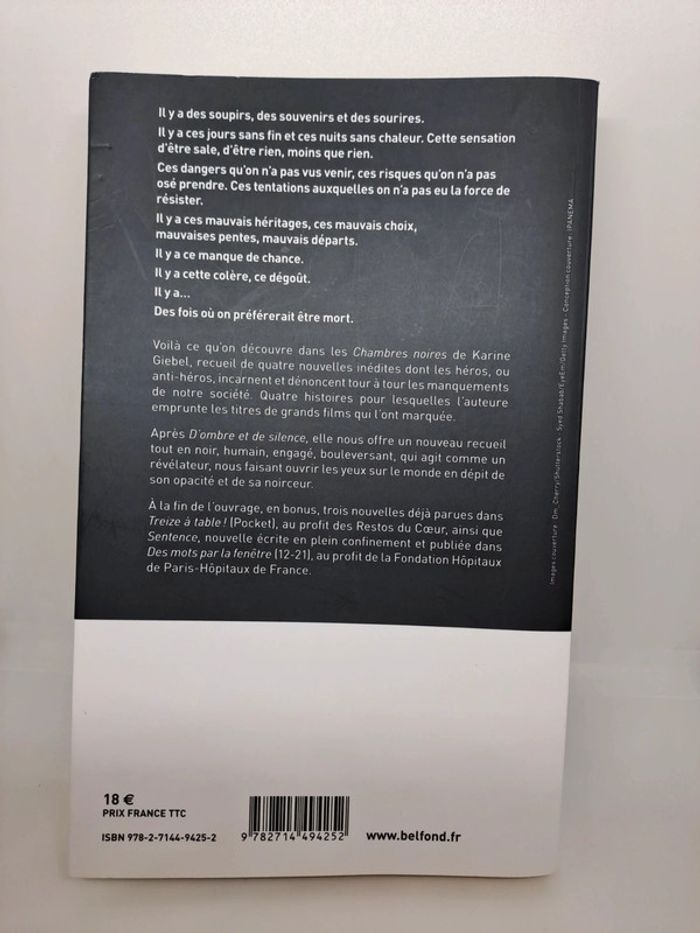 Il y a des soupirs, des souvenirs et des sourires.
Il y a ces jours sans fin et ces nuits sans chaleur. Cette sensation
d'être sale, d'être rien, moins que rien.
Ces dangers qu'on n'a pas vus venir, ces risques qu'on n'a pas
osé prendre. Ces tentations auxquelles on n'a pas eu la force de
résister.
Il y a ces mauvais héritages, ces mauvais choix,
mauvaises pentes, mauvais départs.
Il y a ce manque de chance.
Il y a cette colère, ce dégoût.
Il y a...
Des fois où on préférerait être mort.
Voilà ce qu'on découvre dans les Chambres noires de Karine
Giebel, recueil de quatre nouvelles inédites dont les héros, ou
anti-héros, incarnent et dénoncent tour à tour les manquements
de notre société. Quatre histoires pour lesquelles l'auteure
emprunte les titres de grands films qui l'ont marquée.
Après D'ombre et de silence, elle nous offre un nouveau recueil
tout en noir, humain, engagé, bouleversant, qui agit comme un
révélateur, nous faisant ouvrir les yeux sur le monde en dépit de
son opacité et de sa noirceur.
À la fin de l'ouvrage, en bonus, trois nouvelles déjà parues dans
Treize à table ! (Pocket), au profit des Restos du Cœur, ainsi que
Sentence, nouvelle écrite en plein confinement et publiée dans
Des mots par la fenêtre (12-21), au profit de la Fondation Hôpitaux
de Paris-Hôpitaux de France.
Images couverture : Dm_Cherry/Shutterstock - Syed Shabab/EyeEm/Getty Images - Conception couverture : IPANEMA
18 €
PRIX FRANCE TTC
ISBN 978-2-7144-9425-2
9 782714 494252
www.belfond.fr